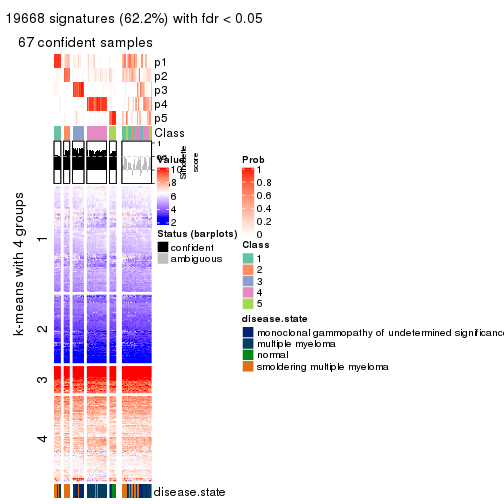 19668 signatures (62.2%) with fdr < 0.05
67 confident samples
p1
p2
p3
p4
p5
Class
1
Silhouette
score
Value
10
8
6
4
2
Status (barplots)
confident
ambiguous
Prob
1
0.8
0.6
0.4
0.2
0
Class
1
2
3
4
5
disease.state
monoclonal gammopathy of undetermined significance
multiple myeloma
normal
smoldering multiple myeloma
k-means with 4 groups
1
2
3
4
disease.state